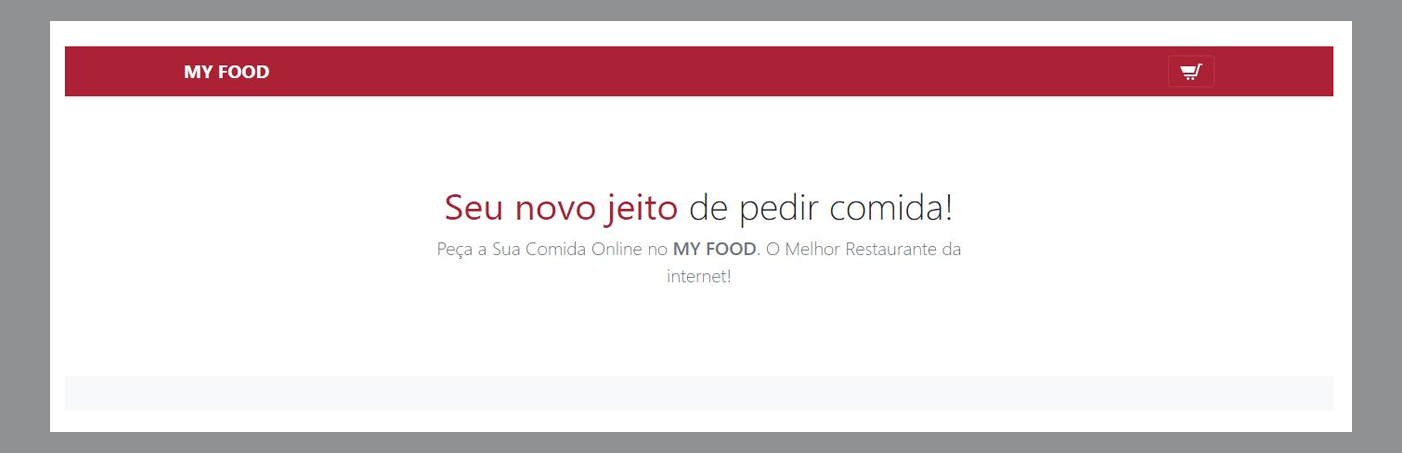 MY FOOD
Seu novo jeito de pedir comida!
Peça a Sua Comida Online no MY FOOD. O Melhor Restaurante da
internet!